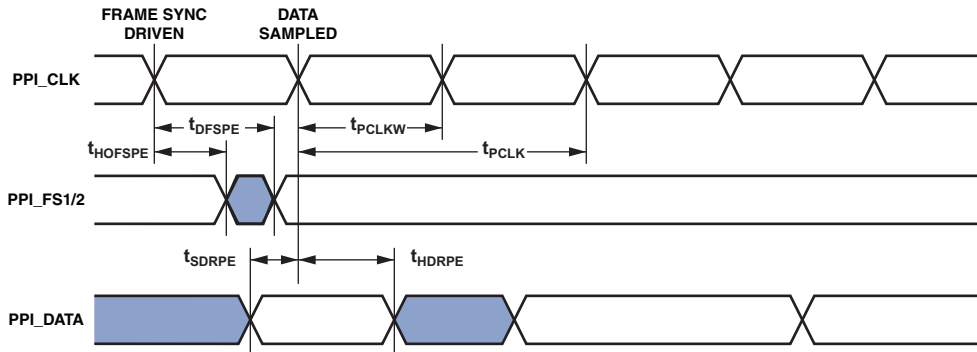 FRAME SYNC
DRIVEN
DATA
SAMPLED
PPI_CLK
tDFSPE
tPCLKW
tHOFSPE
tPCLK
PPI_FS1/2
tSDRPE
tHDRPE
PPI_DATA